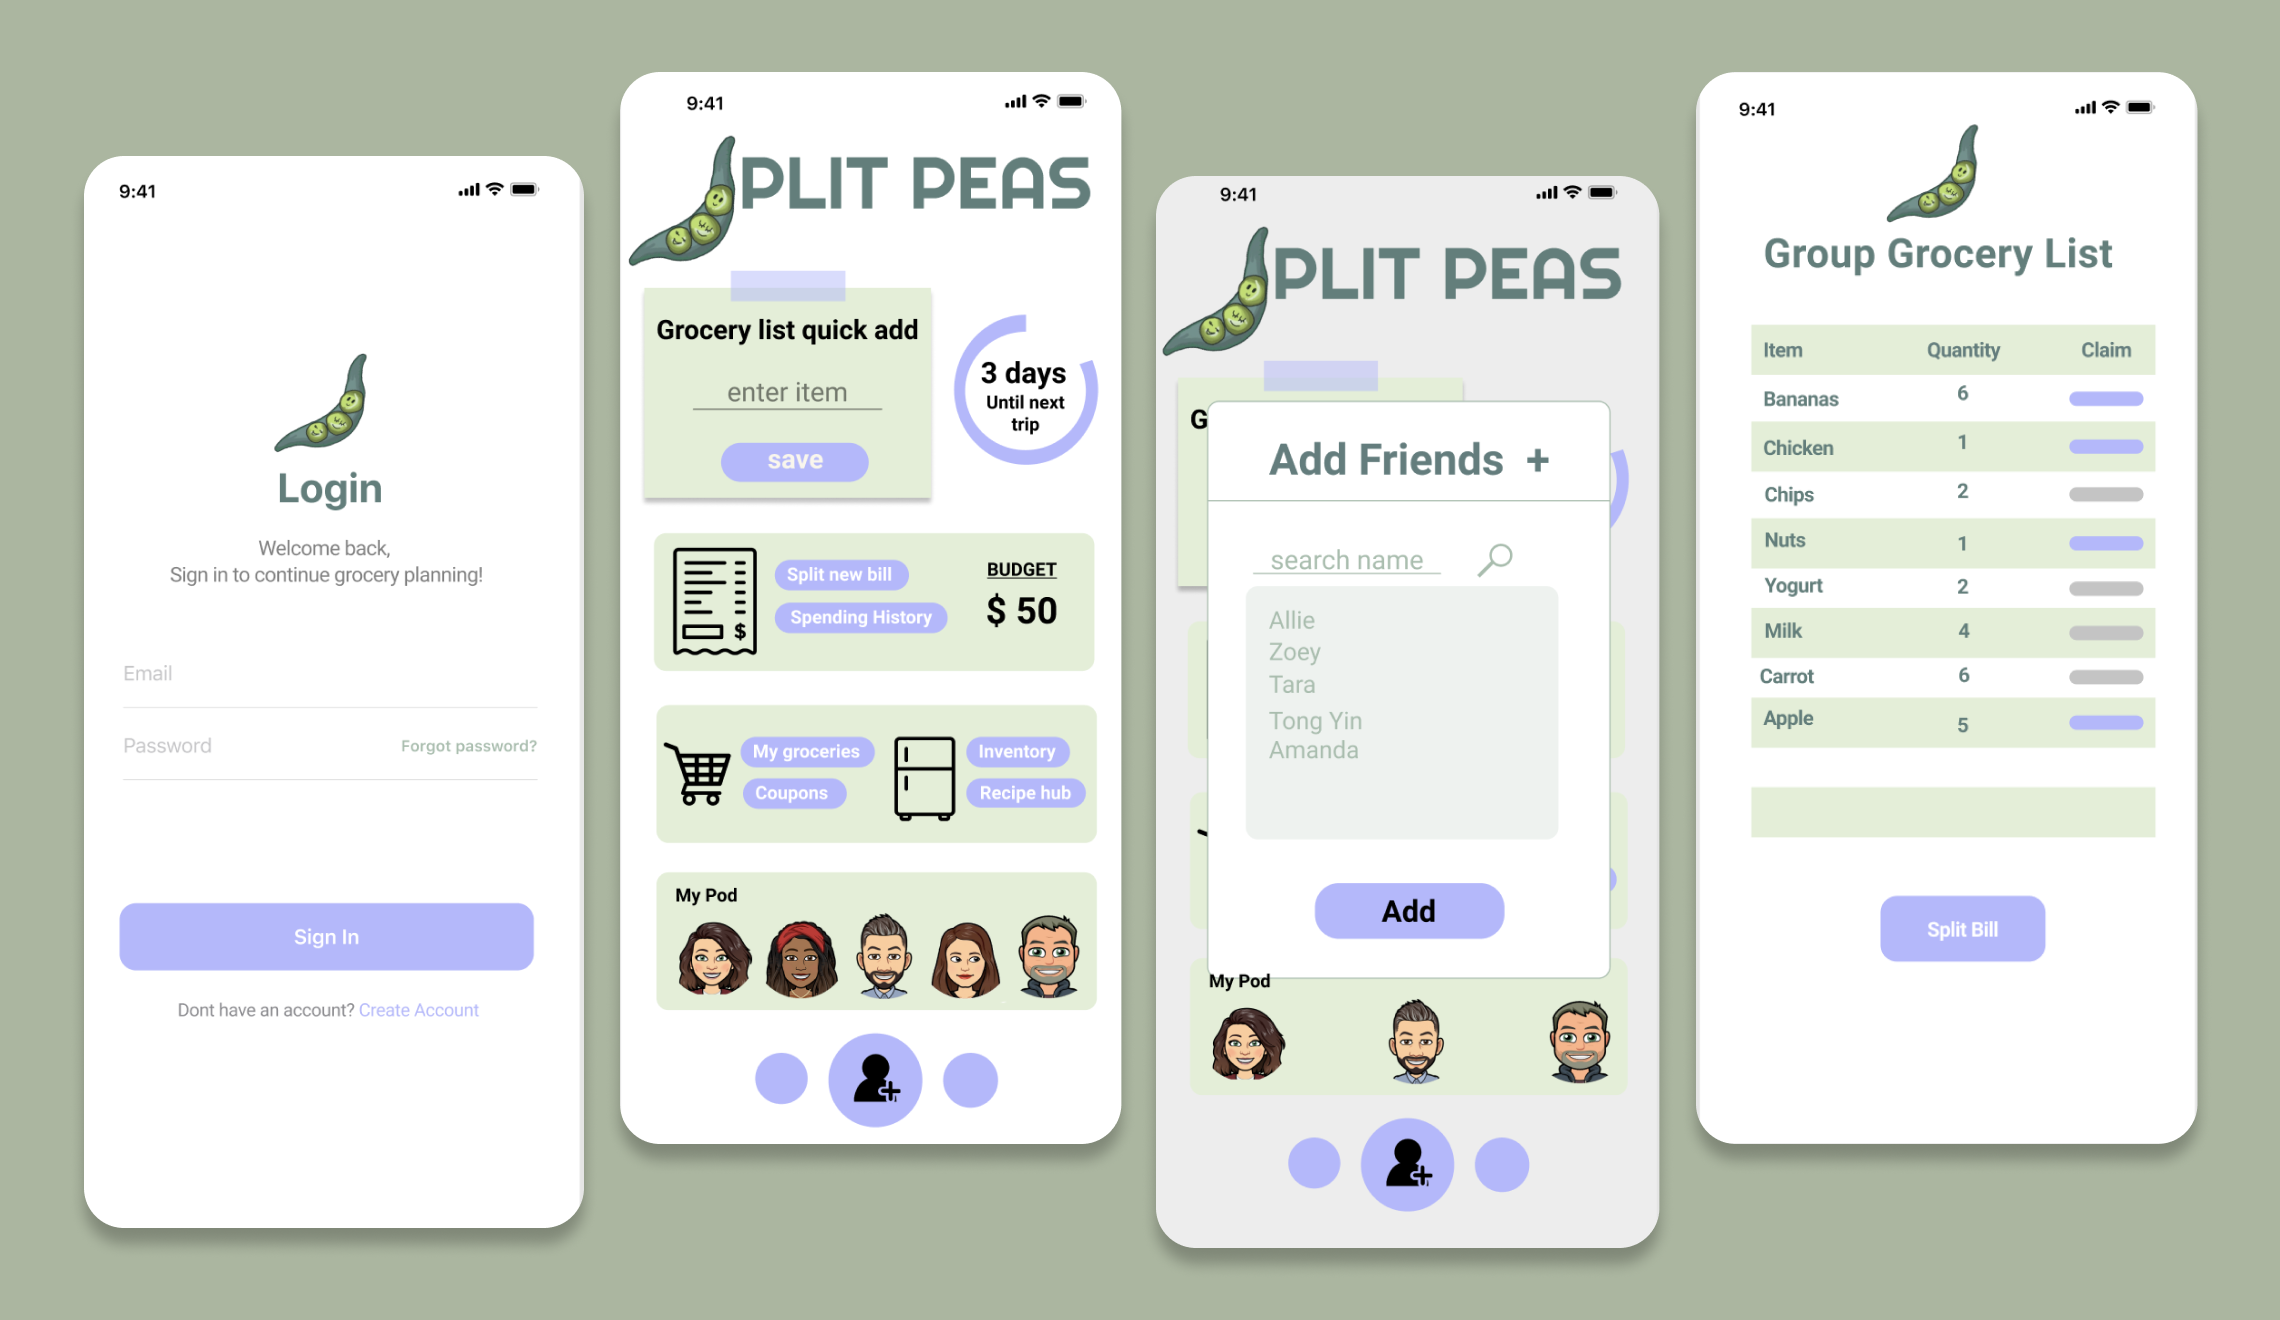 9:41
Login
Welcome back,
Sign in to continue grocery planning!
Email
Password
Forgot password?
Sign In
Dont have an account? Create Account
9:41
PLIT PEAS
Grocery list quick add
enter item
save
3 days
Until next
trip
Split new bill
Spending History
BUDGET
$ 50
$
My groceries
Coupons
Inventory
Recipe hub
My Pod
9:41
PLIT PEAS
G
Add Friends +
search name
Allie
Zoey
Tara
Tong Yin
Amanda
Add
My Pod
9:41
Group Grocery List
Item Quantity Claim
Bananas 6
Chicken 1
Chips 2
Nuts 1
Yogurt 2
Milk 4
Carrot 6
Apple 5
Split Bill